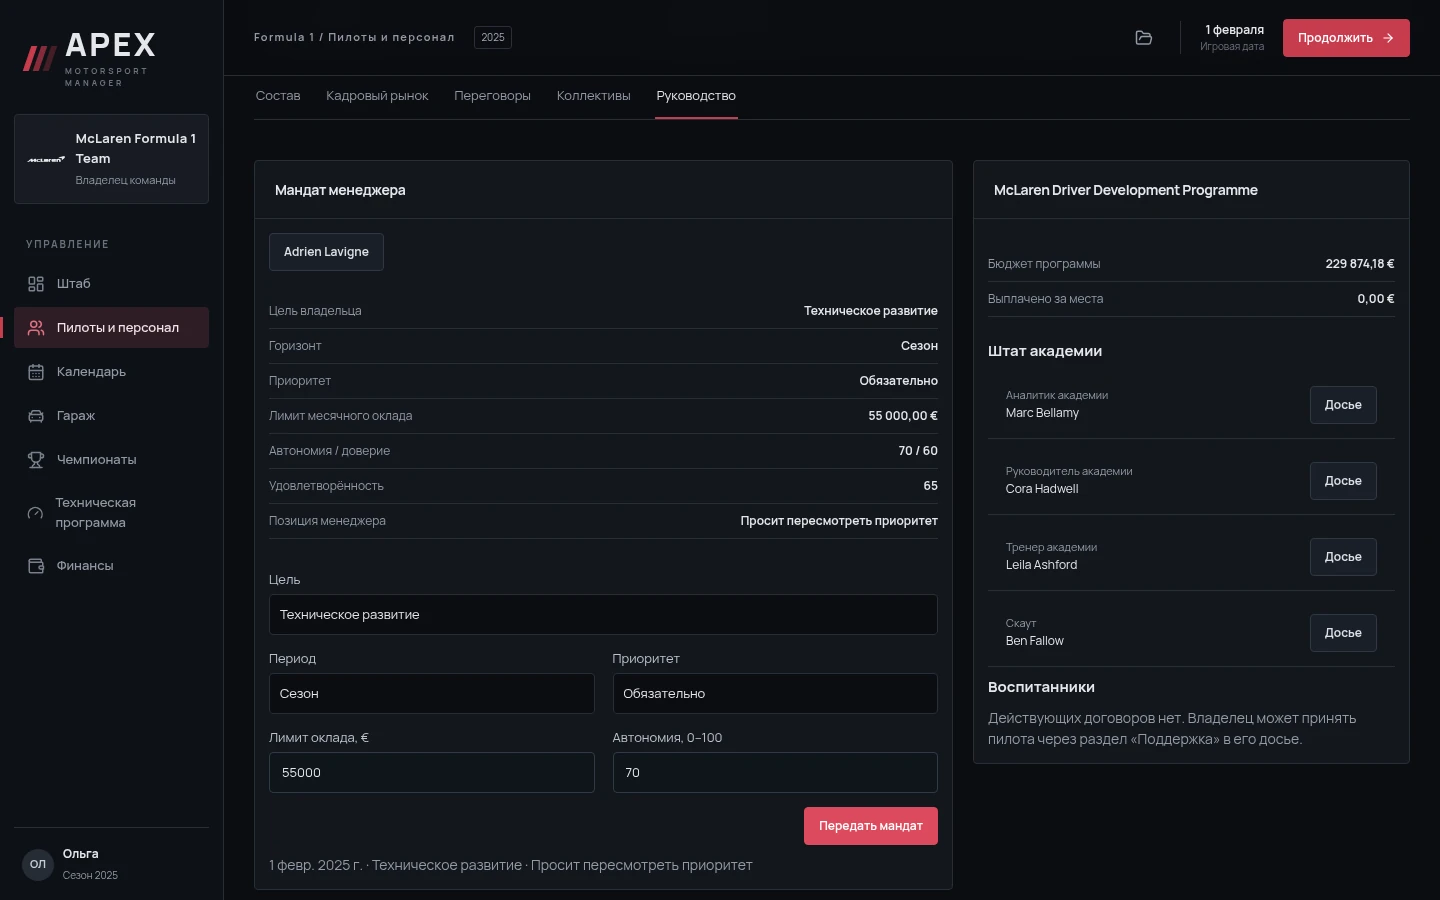 APEX
MOTORSPORT
MANAGER
McLaren
McLaren Formula 1
Team
Владелец команды
УПРАВЛЕНИЕ
Штаб
Пилоты и персонал
Календарь
Гараж
Чемпионаты
Техническая
программа
Финансы
ОЛ
Ольга
Сезон 2025
Formula 1 / Пилоты и персонал
2025
1 февраля
Игровая дата
Продолжить
Состав
Кадровый рынок
Переговоры
Коллективы
Руководство
Мандат менеджера
Adrien Lavigne
Цель владельца Техническое развитие
Горизонт Сезон
Приоритет Обязательно
Лимит месячного оклада 55 000,00 €
Автономия / доверие 70 / 60
Удовлетворённость 65
Позиция менеджера Просит пересмотреть приоритет
Цель
Техническое развитие
Период Приоритет
Сезон Обязательно
Лимит оклада, € Автономия, 0–100
55000 70
Передать мандат
1 февр. 2025 г. · Техническое развитие · Просит пересмотреть приоритет
McLaren Driver Development Programme
Бюджет программы 229 874,18 €
Выплачено за места 0,00 €
Штат академии
Аналитик академии
Marc Bellamy
Досье
Руководитель академии
Cora Hadwell
Досье
Тренер академии
Leila Ashford
Досье
Скаут
Ben Fallow
Досье
Воспитанники
Действующих договоров нет. Владелец может принять
пилота через раздел «Поддержка» в его досье.